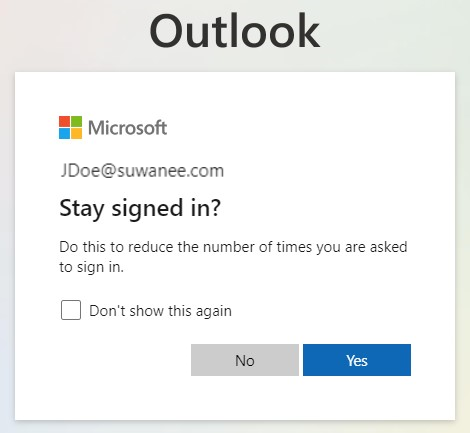 Outlook
Microsoft
JDoe@suwanee.com
Stay signed in?
Do this to reduce the number of times you are asked
to sign in.
Don't show this again
No
Yes